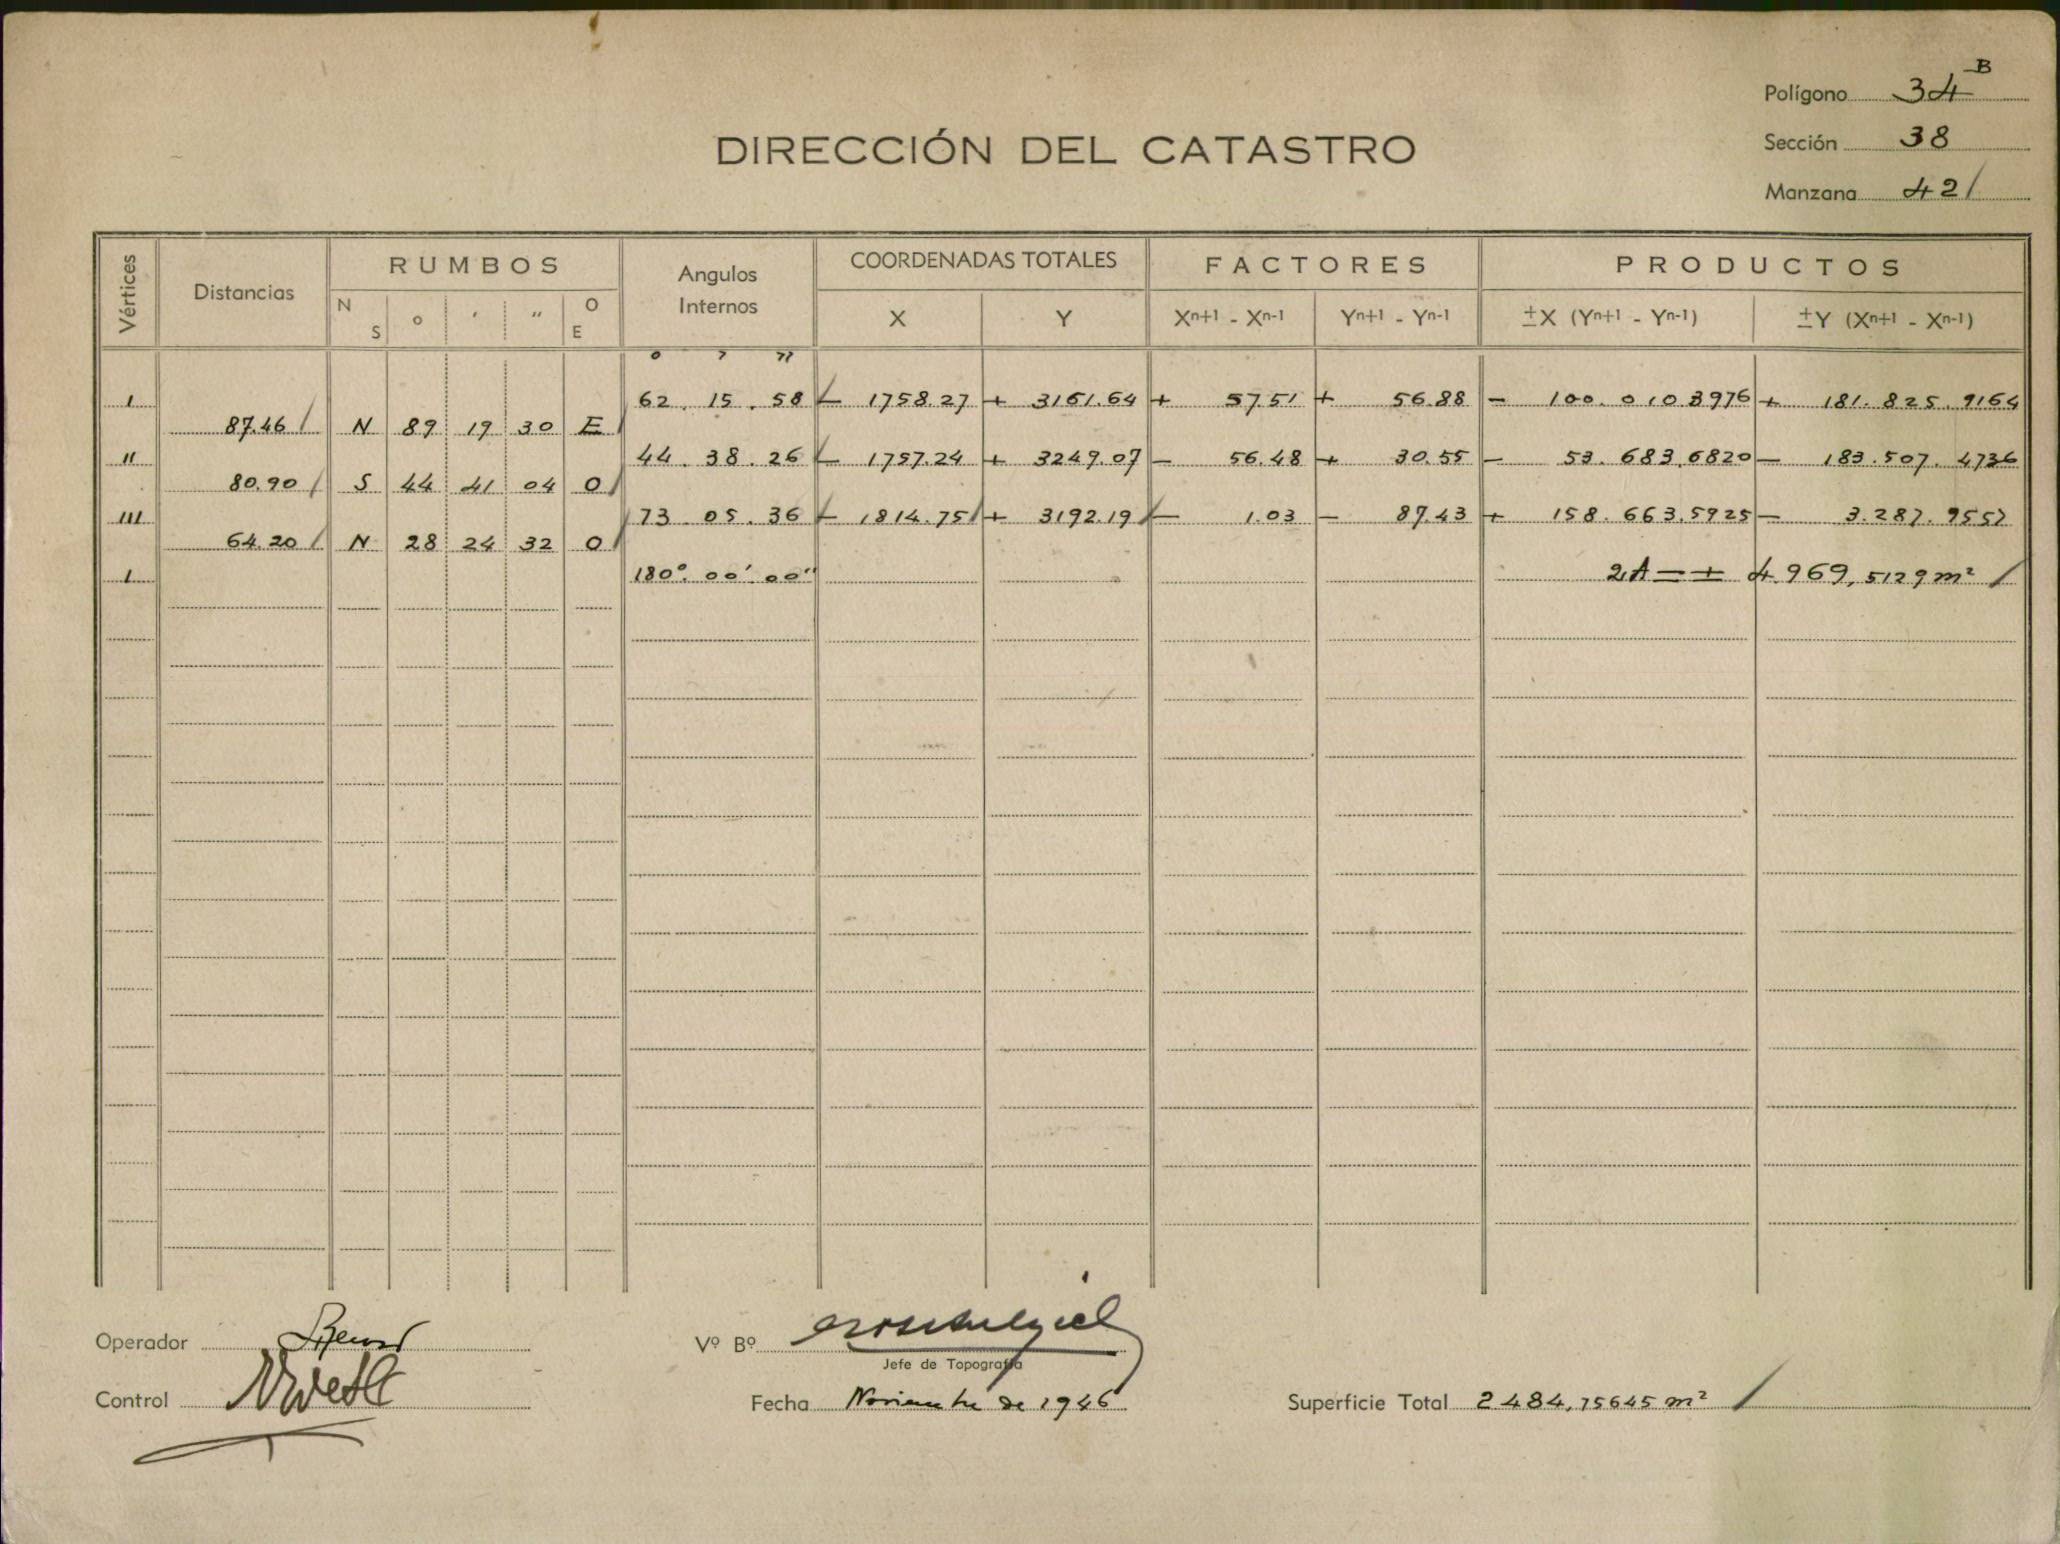 Polígono 34 B
Sección 38
Manzana 42
DIRECCIÓN DEL CATASTRO
Vértices Distancias RUMBOS Angulos Internos COORDENADAS TOTALES FACTORES PRODUCTOS
N S ° ' " O E X Y Xn+1 - Xn-1 Yn+1 - Yn-1 ±X (Yn+1 - Yn-1) ±Y (Xn+1 - Xn-1)
° ' "
I 62. 15. 58 - 1758.27 + 3161.64 + 57.51 + 56.88 - 100.010 3976 + 181.825.9164
87.46 N 89 19 30 E
II 44. 38. 26 - 1757.24 + 3249.07 - 56.48 + 30.55 - 53.683,6820 - 183.507.4736
80.90 S 44 41 04 O
III 73. 05. 36 - 1814.75 + 3192.19 - 1.03 - 87.43 + 158.663.5925 - 3.287.9557
64.20 N 28 24 32 O
I 180°. 00'. 00" 2A = + 4.969,5129 m²
Operador
Vº Bº
Jefe de Topografía
Control
Fecha Noviembre de 1946
Superficie Total 2484,75645 m²